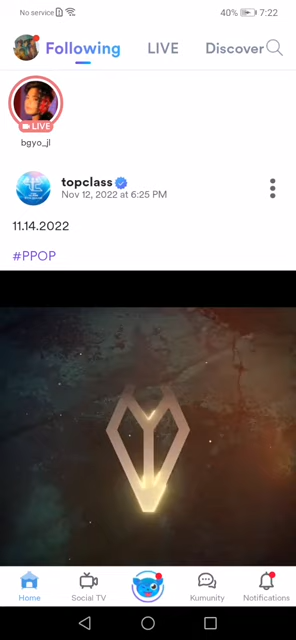 No service
40%
7:22
Following
LIVE
Discover
LIVE
bgyo_jl
topclass
Nov 12, 2022 at 6:25 PM
11.14.2022
#PPOP
Home
Social TV
Kumunity
Notifications